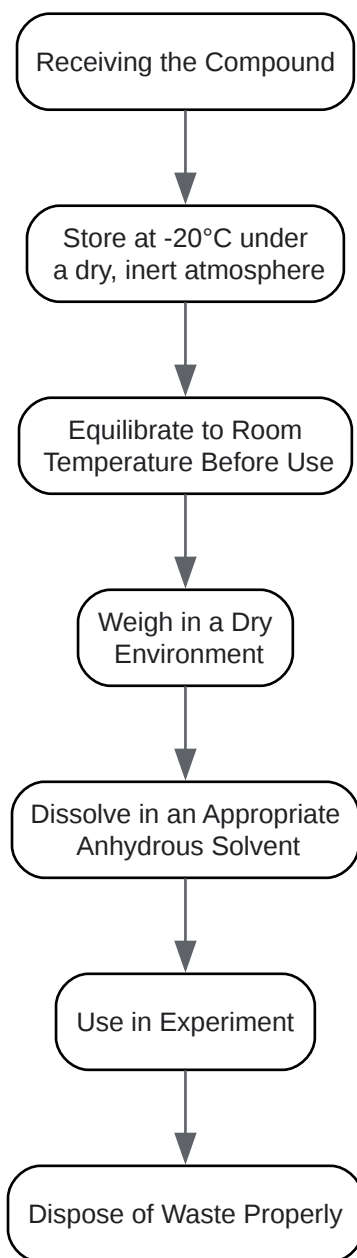 Receiving the Compound
Store at -20°C under
a dry, inert atmosphere
Equilibrate to Room
Temperature Before Use
Weigh in a Dry
Environment
Dissolve in an Appropriate
Anhydrous Solvent
Use in Experiment
Dispose of Waste Properly